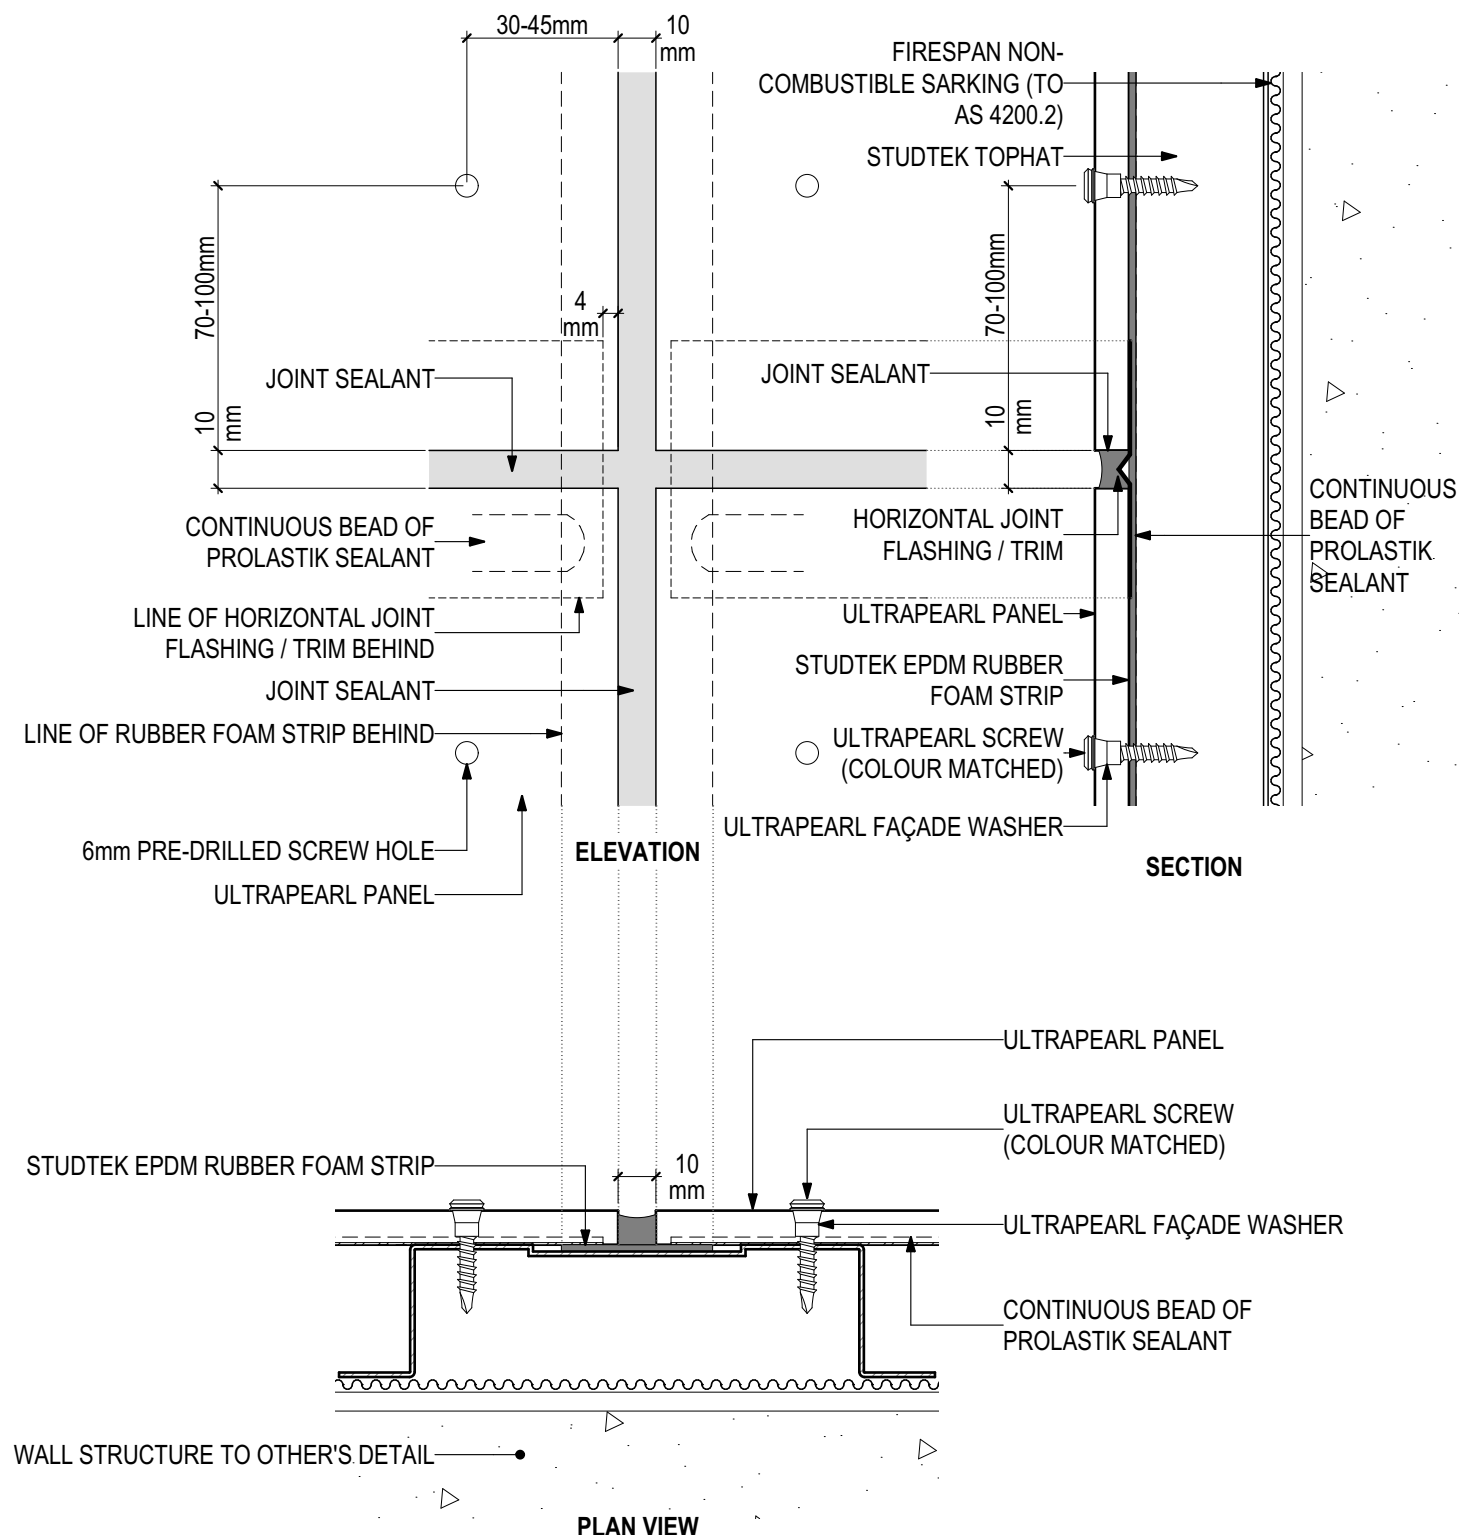 30-45mm
10
mm
FIRESPAN NON-
COMBUSTIBLE SARKING (TO
AS 4200.2)
STUDTEK TOPHAT
70-100mm
70-100mm
4
mm
JOINT SEALANT
JOINT SEALANT
10
mm
10
mm
CONTINUOUS BEAD OF
PROLASTIK SEALANT
HORIZONTAL JOINT
FLASHING / TRIM
CONTINUOUS
BEAD OF
PROLASTIK
SEALANT
LINE OF HORIZONTAL JOINT
FLASHING / TRIM BEHIND
ULTRAPEARL PANEL
JOINT SEALANT
STUDTEK EPDM RUBBER
FOAM STRIP
LINE OF RUBBER FOAM STRIP BEHIND
ULTRAPEARL SCREW
(COLOUR MATCHED)
ULTRAPEARL FAÇADE WASHER
6mm PRE-DRILLED SCREW HOLE
ELEVATION
SECTION
ULTRAPEARL PANEL
ULTRAPEARL PANEL
ULTRAPEARL SCREW
(COLOUR MATCHED)
STUDTEK EPDM RUBBER FOAM STRIP
10
mm
ULTRAPEARL FAÇADE WASHER
CONTINUOUS BEAD OF
PROLASTIK SEALANT
WALL STRUCTURE TO OTHER'S DETAIL
PLAN VIEW